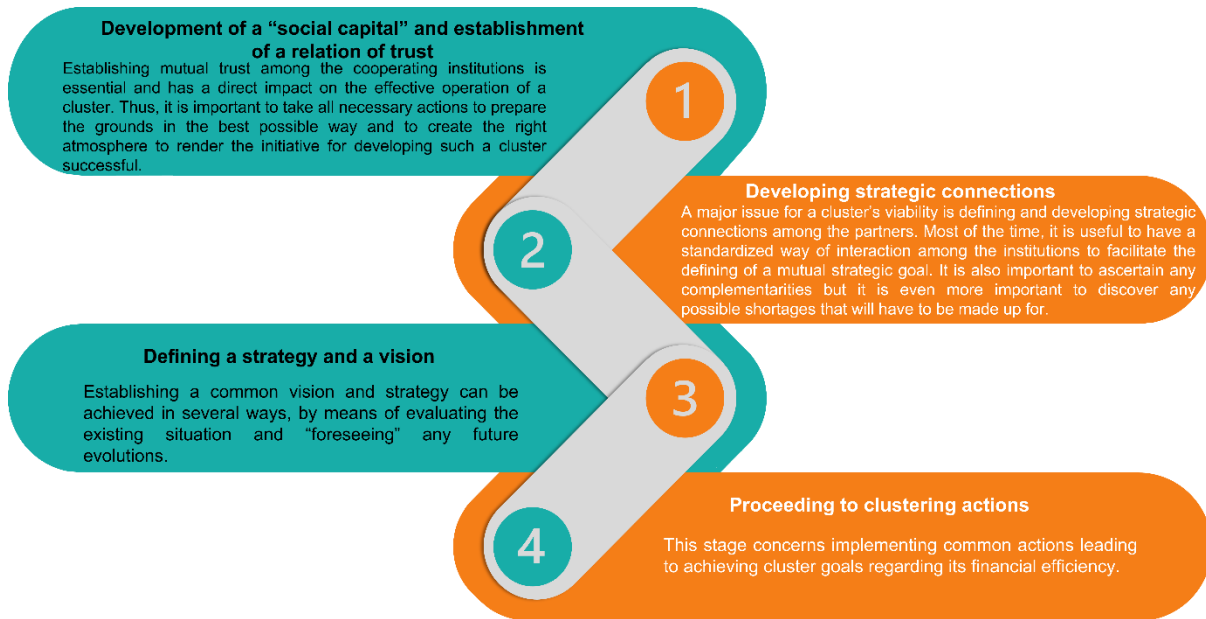 Development of a “social capital” and establishment
of a relation of trust
Establishing mutual trust among the cooperating institutions is
essential and has a direct impact on the effective operation of a
cluster. Thus, it is important to take all necessary actions to prepare
the grounds in the best possible way and to create the right
atmosphere to render the initiative for developing such a cluster
successful.
1
Developing strategic connections
A major issue for a cluster’s viability is defining and developing strategic
connections among the partners. Most of the time, it is useful to have a
standardized way of interaction among the institutions to facilitate the
defining of a mutual strategic goal. It is also important to ascertain any
complementarities but it is even more important to discover any
possible shortages that will have to be made up for.
2
Defining a strategy and a vision
Establishing a common vision and strategy can be
achieved in several ways, by means of evaluating the
existing situation and “foreseeing” any future
evolutions.
3
Proceeding to clustering actions
This stage concerns implementing common actions leading
to achieving cluster goals regarding its financial efficiency.
4